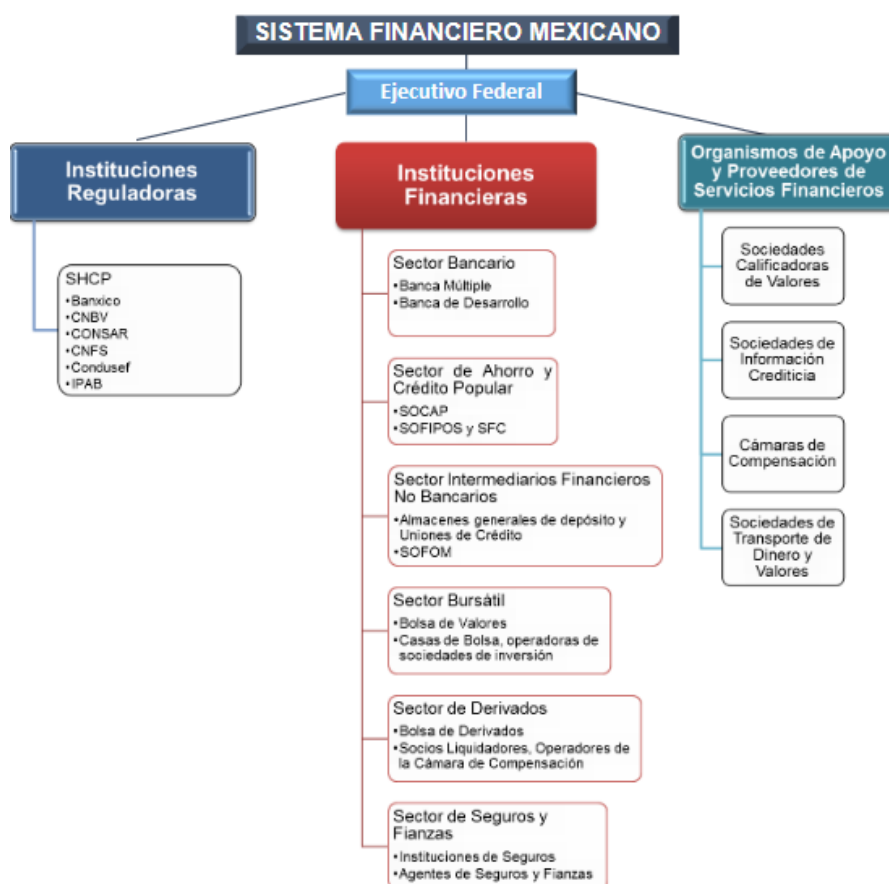 SISTEMA FINANCIERO MEXICANO
Ejecutivo Federal
Instituciones
Reguladoras
SHCP
•Banxico
•CNBV
•CONSAR
•CNFS
•Condusef
•IPAB
Instituciones
Financieras
Sector Bancario
•Banca Múltiple
•Banca de Desarrollo
Sector de Ahorro y
Crédito Popular
•SOCAP
•SOFIPOS y SFC
Sector Intermediarios Financieros
No Bancarios
•Almacenes generales de depósito y
Uniones de Crédito
•SOFOM
Sector Bursátil
•Bolsa de Valores
•Casas de Bolsa, operadoras de
sociedades de inversión
Sector de Derivados
•Bolsa de Derivados
•Socios Liquidadores, Operadores de
la Cámara de Compensación
Sector de Seguros y
Fianzas
•Instituciones de Seguros
•Agentes de Seguros y Fianzas
Organismos de Apoyo
y Proveedores de
Servicios Financieros
Sociedades
Calificadoras
de Valores
Sociedades de
Información
Crediticia
Cámaras de
Compensación
Sociedades de
Transporte de
Dinero y
Valores